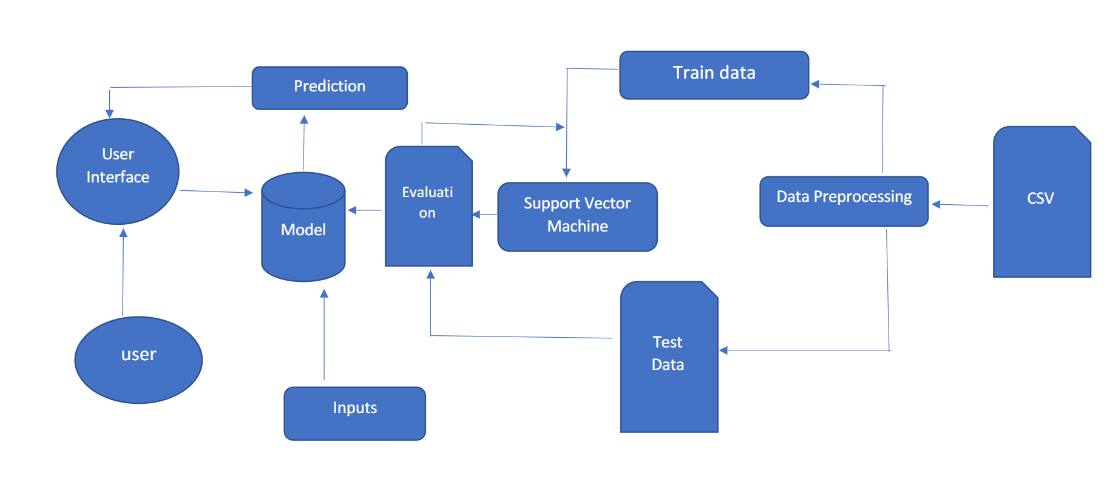 Prediction
Train data
User
Interface
Evaluati
on
Support Vector
Machine
Data Preprocessing
CSV
Model
user
Test
Data
Inputs